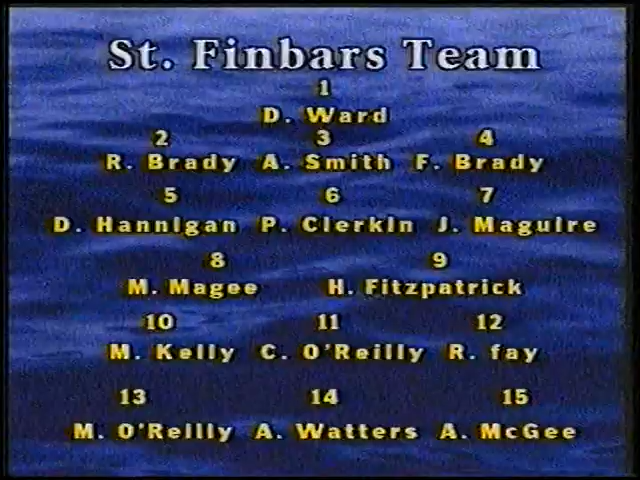 St. Finbars Team
1
D. Ward
2 3 4
R. Brady A. Smith F. Brady
5 6 7
D. Hannigan P. Clerkin J. Maguire
8 9
M. Magee H. Fitzpatrick
10 11 12
M. Kelly C. O'Reilly R. fay
13 14 15
M. O'Reilly A. Watters A. McGee